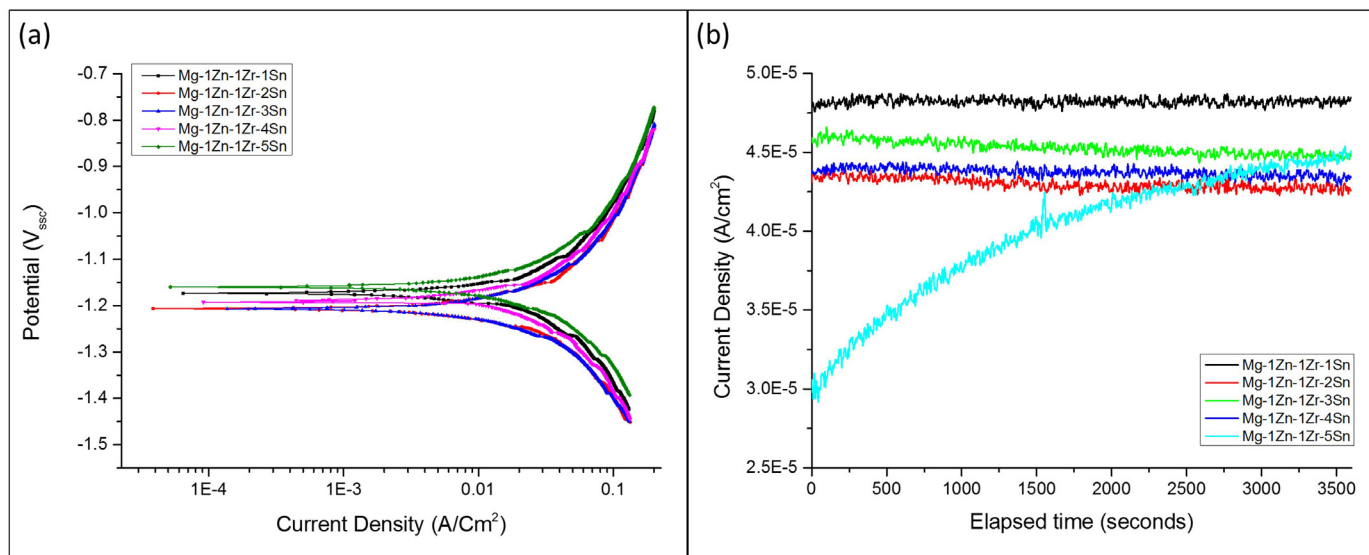 (a)
Mg-1Zn-1Zr-1Sn
Mg-1Zn-1Zr-2Sn
Mg-1Zn-1Zr-3Sn
Mg-1Zn-1Zr-4Sn
Mg-1Zn-1Zr-5Sn
-0.7
-0.8
-0.9
-1.0
-1.1
-1.2
-1.3
-1.4
-1.5
Potential (Vssc)
1E-4
1E-3
0.01
0.1
Current Density (A/Cm²)
(b)
5.0E-5
4.5E-5
4.0E-5
3.5E-5
3.0E-5
2.5E-5
Current Density (A/cm²)
Mg-1Zn-1Zr-1Sn
Mg-1Zn-1Zr-2Sn
Mg-1Zn-1Zr-3Sn
Mg-1Zn-1Zr-4Sn
Mg-1Zn-1Zr-5Sn
0
500
1000
1500
2000
2500
3000
3500
Elapsed time (seconds)